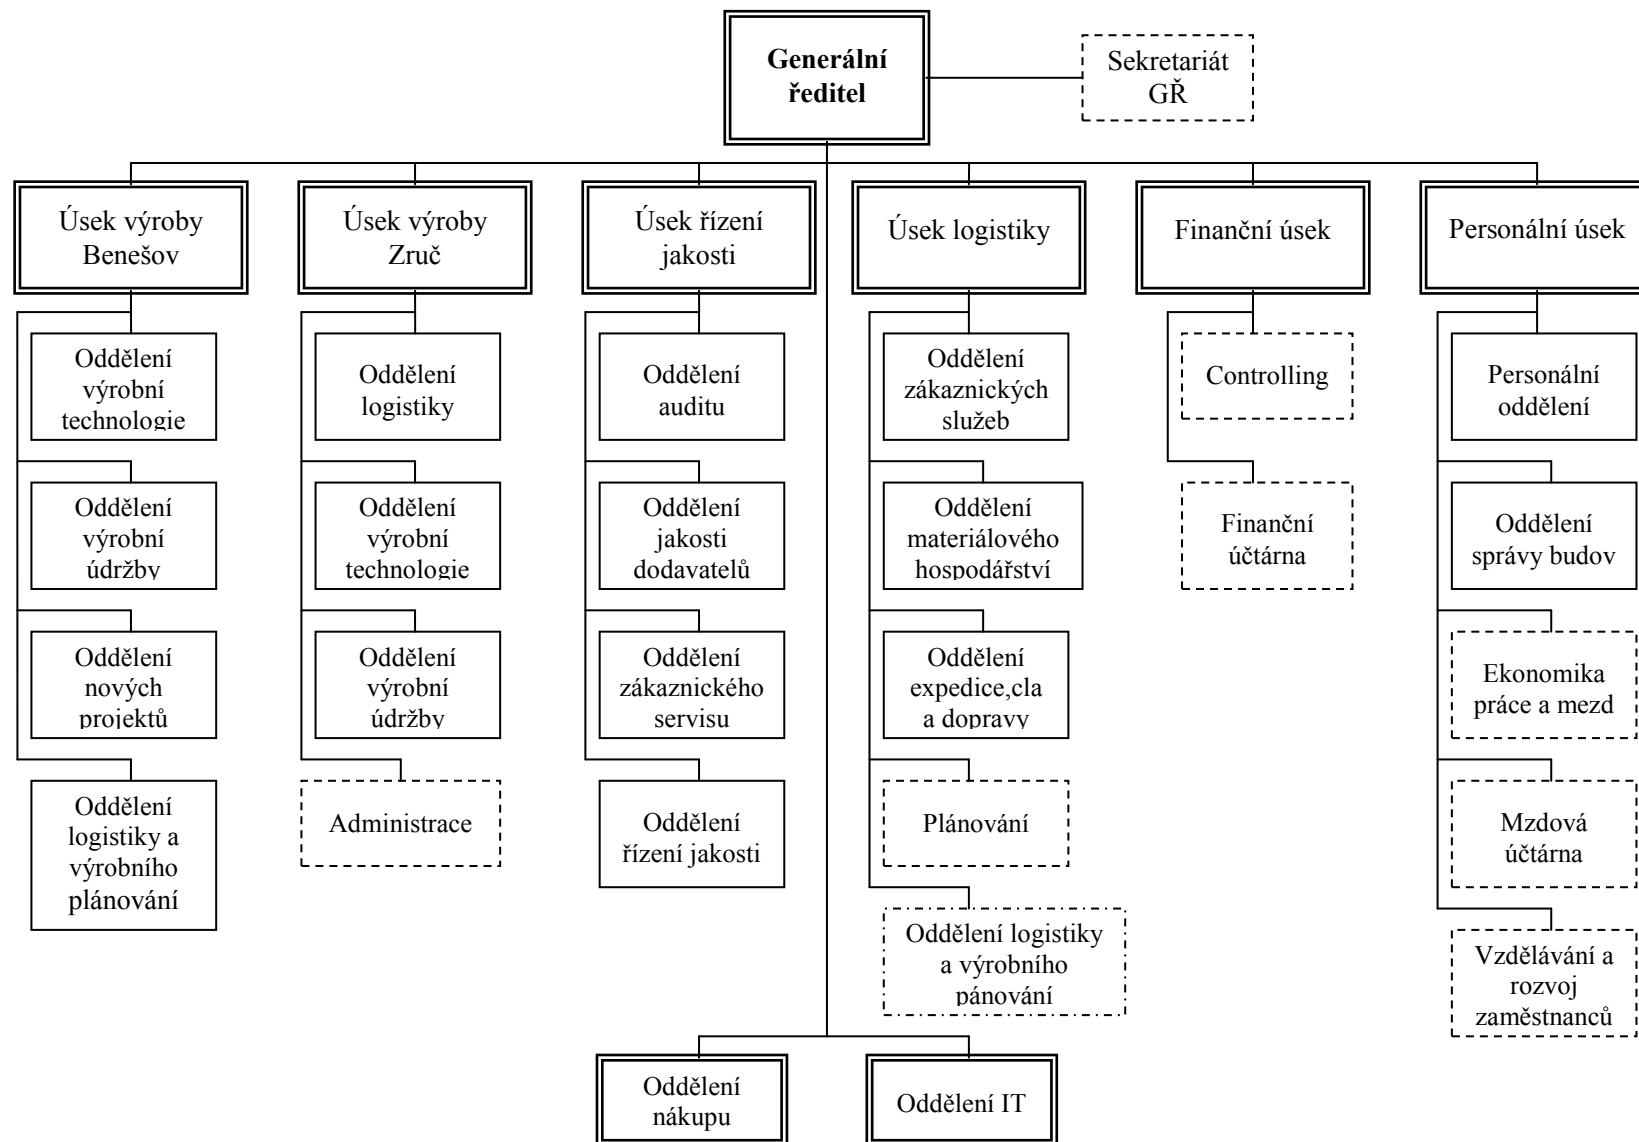 Generální
ředitel
Sekretariát
GŘ
Úsek výroby
Benešov
Úsek výroby
Zruč
Úsek řízení
jakosti
Úsek logistiky
Finanční úsek
Personální úsek
Oddělení
výrobní
technologie
Oddělení
logistiky
Oddělení
auditu
Oddělení
zákaznických
služeb
Controlling
Personální
oddělení
Oddělení
výrobní
údržby
Oddělení
výrobní
technologie
Oddělení
jakosti
dodavatelů
Oddělení
materiálového
hospodářství
Finanční
účtárna
Oddělení
správy budov
Oddělení
nových
projektů
Oddělení
výrobní
údržby
Oddělení
zákaznického
servisu
Oddělení
expedice,cla
a dopravy
Ekonomika
práce a mezd
Oddělení
logistiky a
výrobního
plánování
Administrace
Oddělení
řízení jakosti
Plánování
Mzdová
účtárna
Oddělení logistiky
a výrobního
pánování
Vzdělávání a
rozvoj
zaměstnanců
Oddělení
nákupu
Oddělení IT